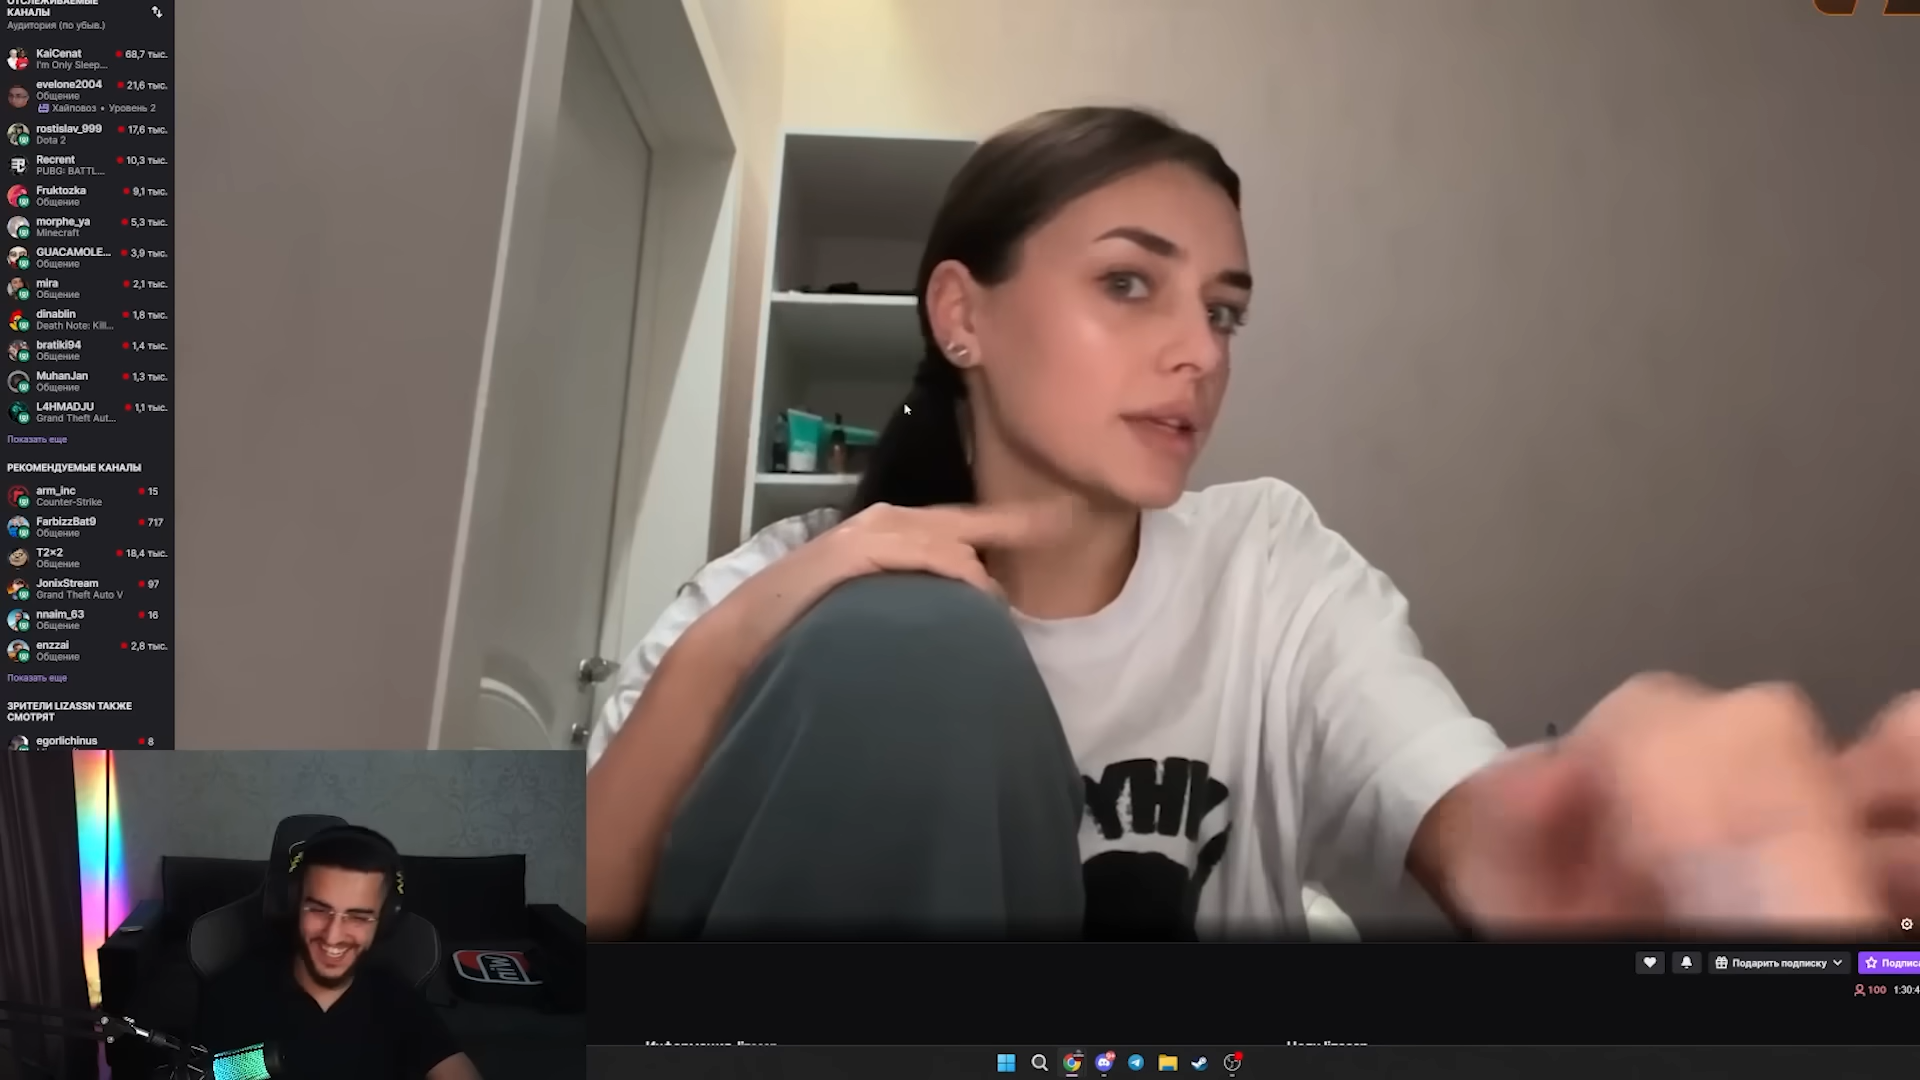 ОТСЛЕЖИВАЕМЫЕ
КАНАЛЫ
Аудитория (по убыв.)
KaiCenat 68,7 тыс.
I'm Only Sleep...
evelone2004 21,6 тыс.
Общение
Хайповоз • Уровень 2
rostislav_999 17,6 тыс.
Dota 2
Recrent 10,3 тыс.
PUBG: BATTL...
Fruktozka 9,1 тыс.
Общение
morphe_ya 5,3 тыс.
Minecraft
GUACAMOLE... 3,9 тыс.
Общение
mira 2,1 тыс.
Общение
dinablin 1,8 тыс.
Death Note: Kill...
bratiki94 1,4 тыс.
Общение
MuhanJan 1,3 тыс.
Общение
L4HMADJU 1,1 тыс.
Grand Theft Aut...
Показать еще
РЕКОМЕНДУЕМЫЕ КАНАЛЫ
arm_inc 15
Counter-Strike
FarbizzBat9 717
Общение
T2x2 18,4 тыс.
Общение
JonixStream 97
Grand Theft Auto V
nnaim_63 16
Общение
enzzai 2,8 тыс.
Общение
Показать еще
ЗРИТЕЛИ LIZASSN ТАКЖЕ
СМОТРЯТ
egorlichinus 8
Подарить подписку
Подписа
100 1:30:4